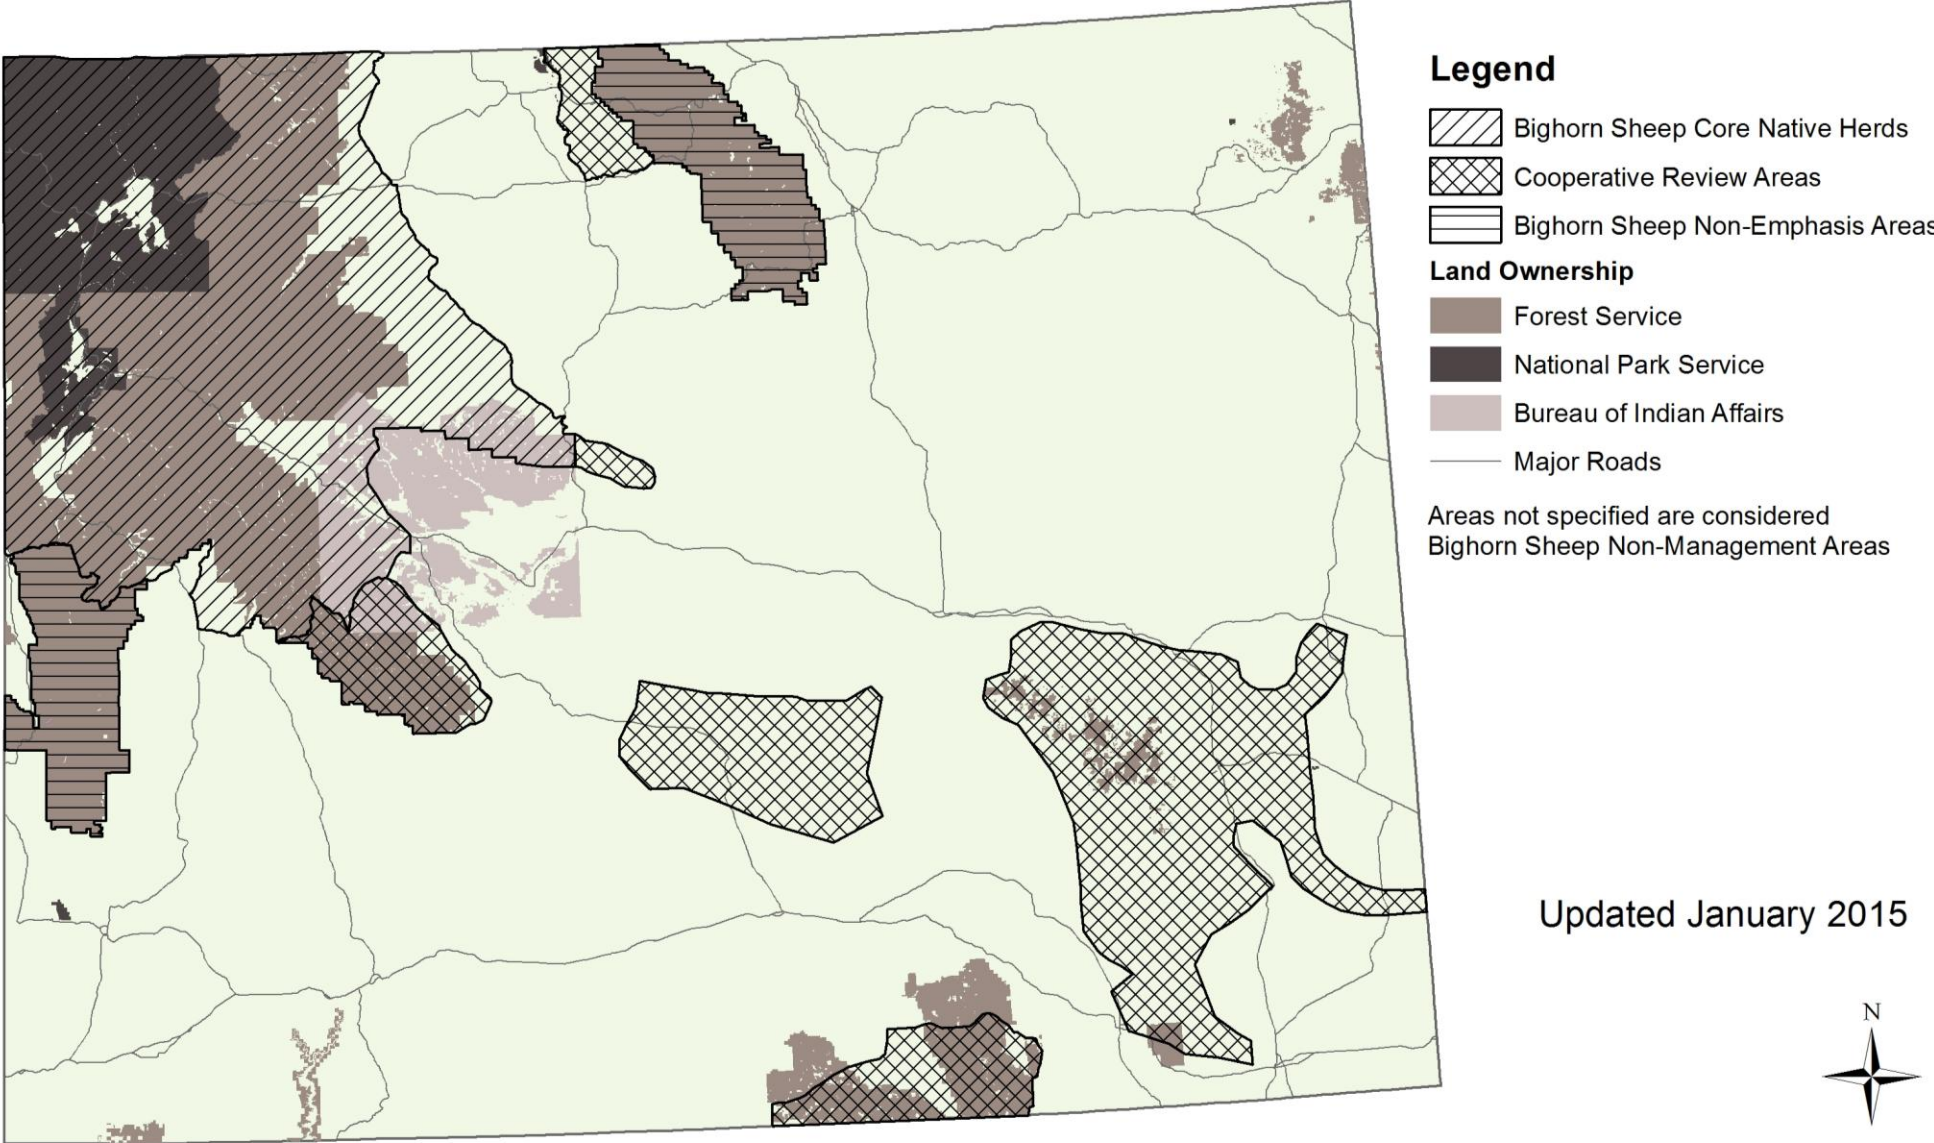 Legend
Bighorn Sheep Core Native Herds
Cooperative Review Areas
Bighorn Sheep Non-Emphasis Areas
Land Ownership
Forest Service
National Park Service
Bureau of Indian Affairs
Major Roads
Areas not specified are considered
Bighorn Sheep Non-Management Areas
Updated January 2015
N